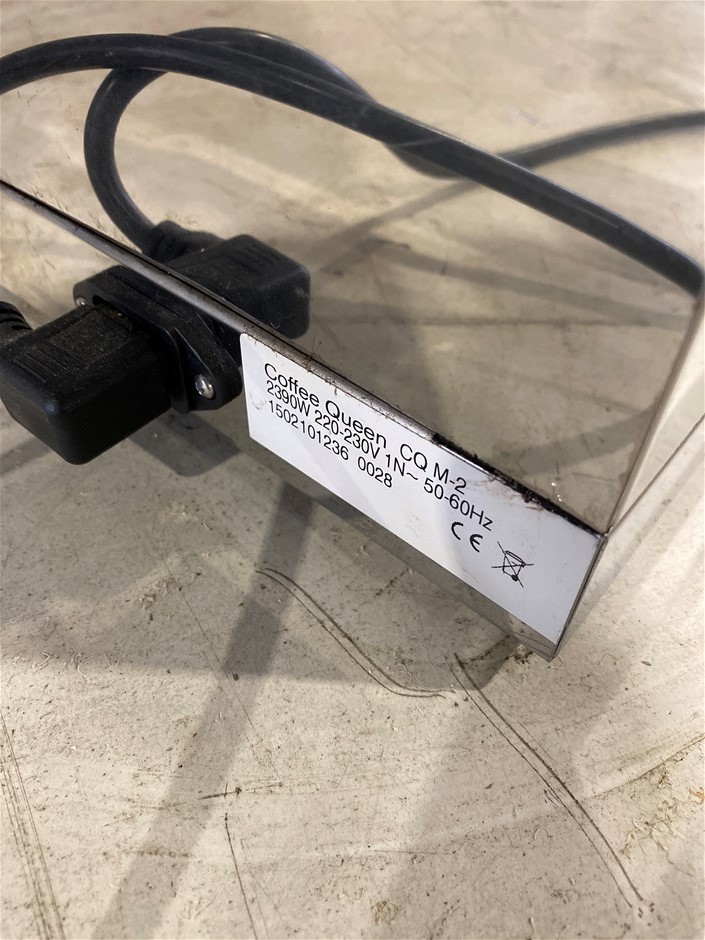 Coffee Queen CQ M-2
2390W 220-230V 1N~ 50-60Hz
1502101236 0028
CE